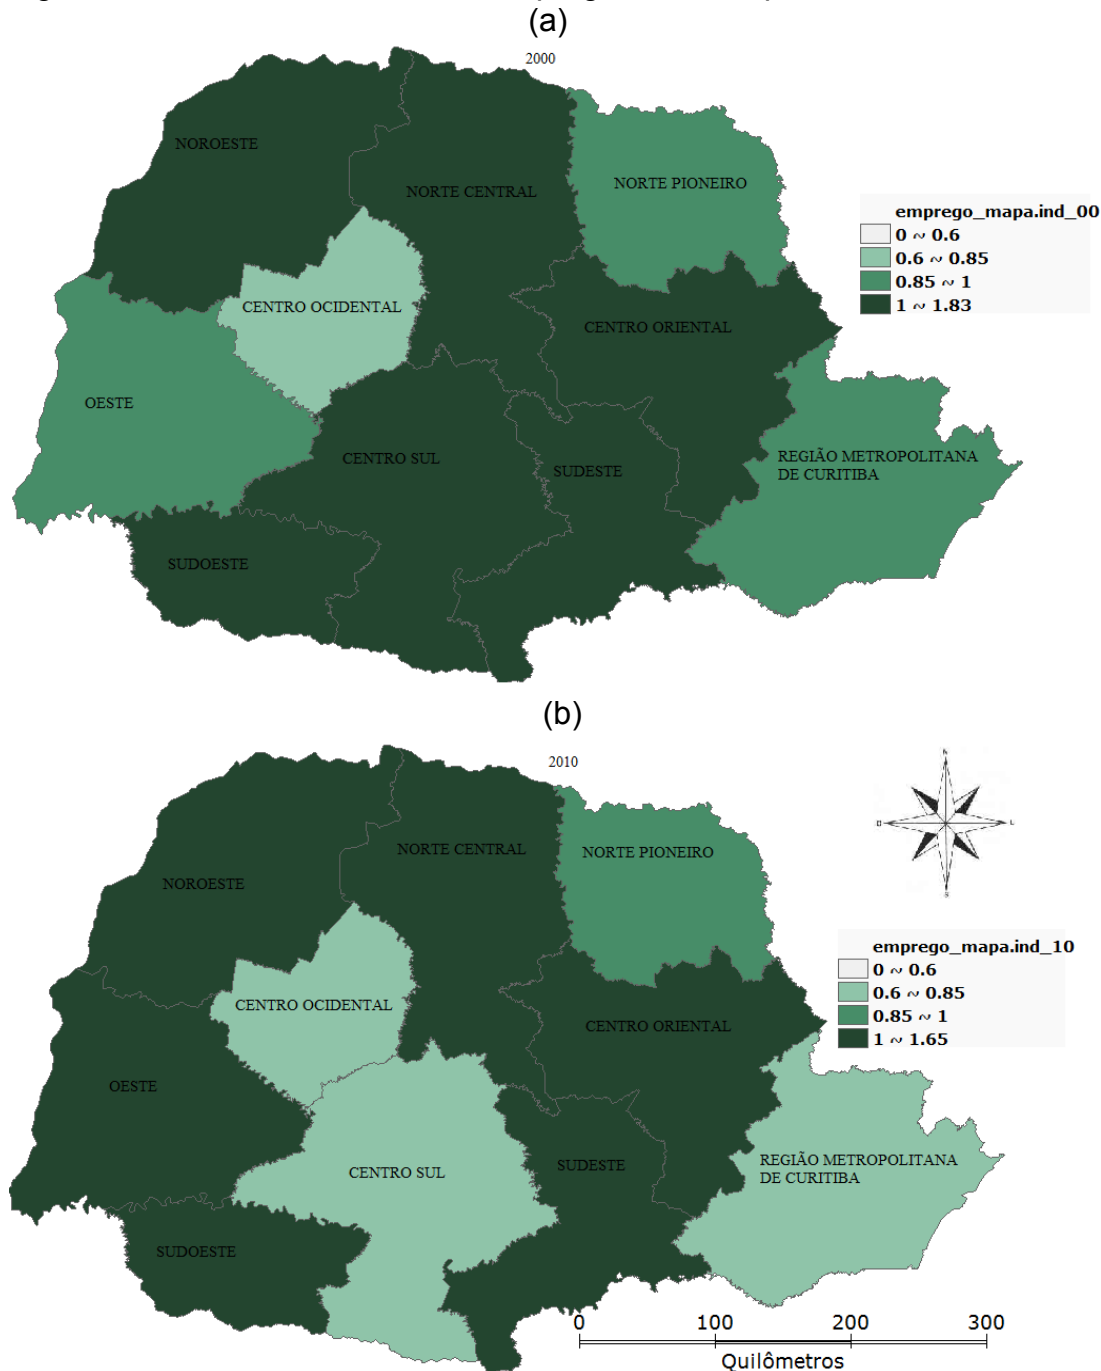 (a)
2000
NOROESTE
NORTE CENTRAL
NORTE PIONEIRO
emprego_mapa.ind_00
0 ~ 0.6
0.6 ~ 0.85
0.85 ~ 1
1 ~ 1.83
CENTRO OCIDENTAL
CENTRO ORIENTAL
OESTE
CENTRO SUL
SUDESTE
REGIÃO METROPOLITANA
DE CURITIBA
SUDOESTE
(b)
2010
NORTE CENTRAL
NORTE PIONEIRO
NOROESTE
emprego_mapa.ind_10
0 ~ 0.6
0.6 ~ 0.85
0.85 ~ 1
1 ~ 1.65
CENTRO OCIDENTAL
CENTRO ORIENTAL
OESTE
CENTRO SUL
SUDESTE
REGIÃO METROPOLITANA
DE CURITIBA
SUDOESTE
0 100 200 300
Quilômetros